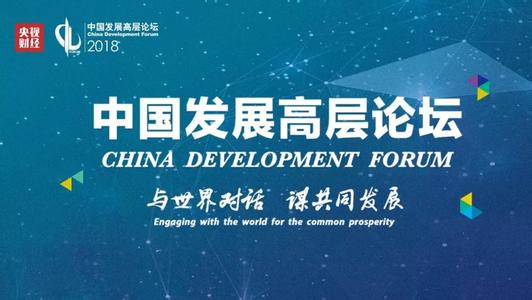 央视
财经
中国发展高层论坛
China Development Forum
2018
中国发展高层论坛
CHINA DEVELOPMENT FORUM
与世界对话 谋共同发展
Engaging with the world for the common prosperity